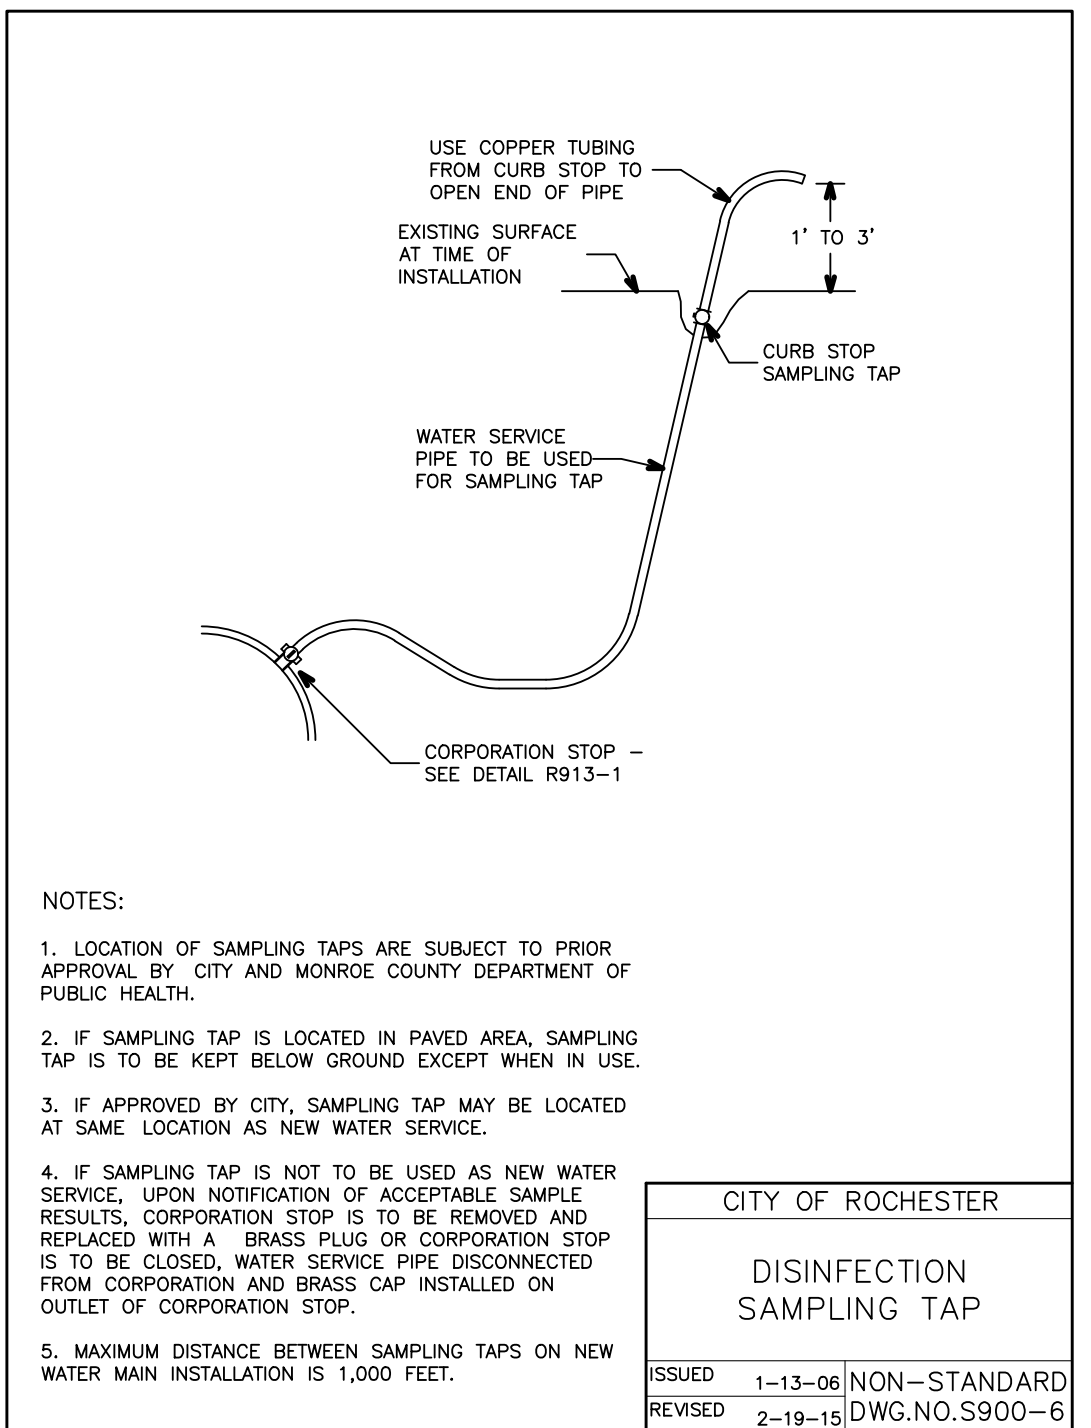 USE COPPER TUBING
FROM CURB STOP TO
OPEN END OF PIPE
EXISTING SURFACE
AT TIME OF
INSTALLATION
1' TO 3'
CURB STOP
SAMPLING TAP
WATER SERVICE
PIPE TO BE USED
FOR SAMPLING TAP
CORPORATION STOP –
SEE DETAIL R913–1
NOTES:
1. LOCATION OF SAMPLING TAPS ARE SUBJECT TO PRIOR
APPROVAL BY CITY AND MONROE COUNTY DEPARTMENT OF
PUBLIC HEALTH.
2. IF SAMPLING TAP IS LOCATED IN PAVED AREA, SAMPLING
TAP IS TO BE KEPT BELOW GROUND EXCEPT WHEN IN USE.
3. IF APPROVED BY CITY, SAMPLING TAP MAY BE LOCATED
AT SAME LOCATION AS NEW WATER SERVICE.
4. IF SAMPLING TAP IS NOT TO BE USED AS NEW WATER
SERVICE, UPON NOTIFICATION OF ACCEPTABLE SAMPLE
RESULTS, CORPORATION STOP IS TO BE REMOVED AND
REPLACED WITH A BRASS PLUG OR CORPORATION STOP
IS TO BE CLOSED, WATER SERVICE PIPE DISCONNECTED
FROM CORPORATION AND BRASS CAP INSTALLED ON
OUTLET OF CORPORATION STOP.
5. MAXIMUM DISTANCE BETWEEN SAMPLING TAPS ON NEW
WATER MAIN INSTALLATION IS 1,000 FEET.
CITY OF ROCHESTER
DISINFECTION
SAMPLING TAP
ISSUED 1–13–06 NON–STANDARD
REVISED 2–19–15 DWG.NO.S900–6